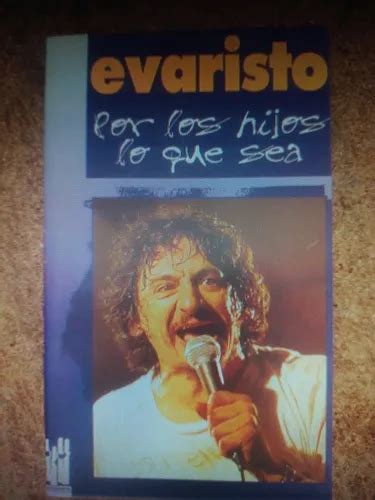 evaristo
por los hijos
lo que sea